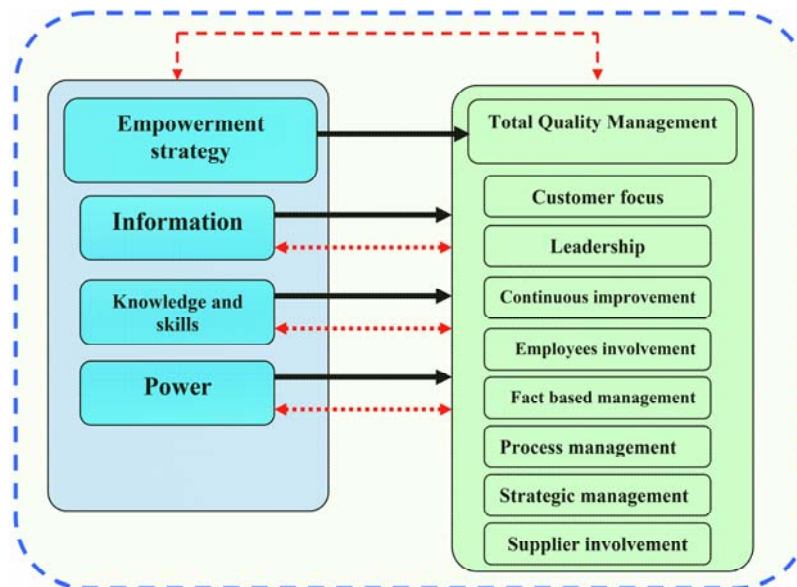 Empowerment
strategy
Information
Knowledge and
skills
Power
Total Quality Management
Customer focus
Leadership
Continuous improvement
Employees involvement
Fact based management
Process management
Strategic management
Supplier involvement